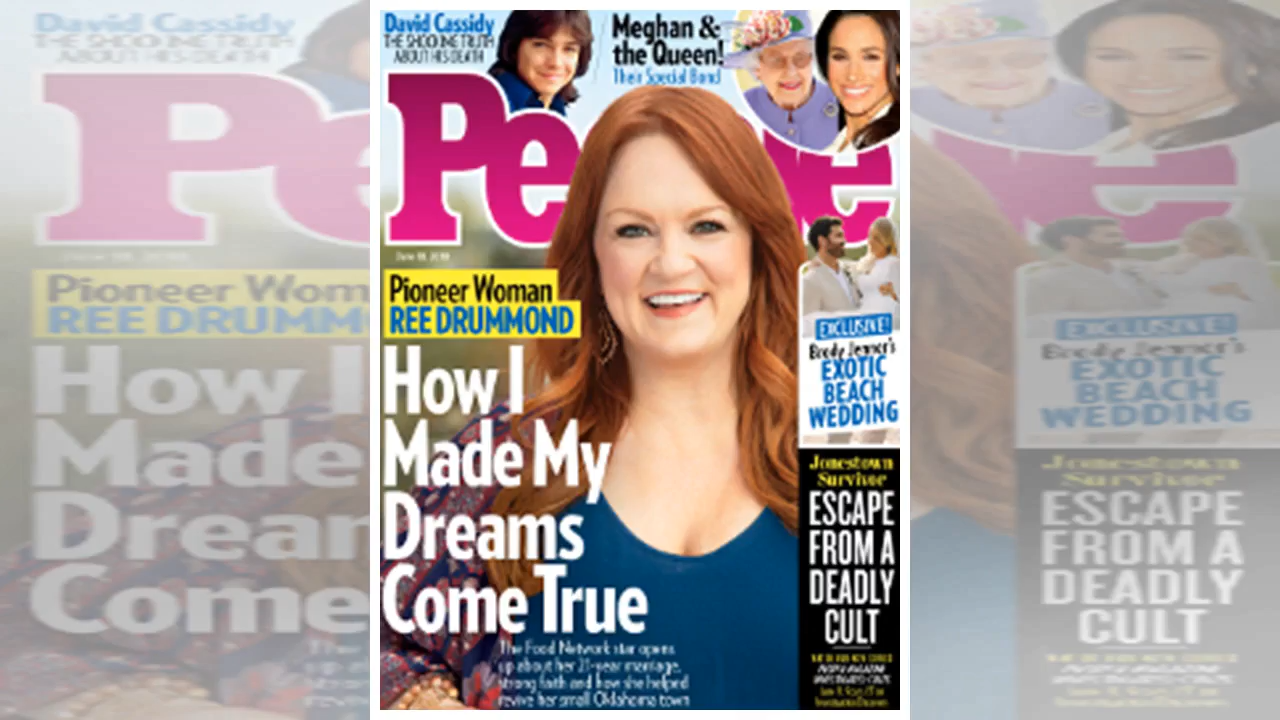 David Cassidy
THE SHOCKING TRUTH
ABOUT HIS DEATH
Meghan &
the Queen!
Their Special Bond
Pe le
Pioneer Woman
REE DRUMMOND
How I
Made My
Dreams
Come True
The Food Network star opens
up about her 21-year marriage,
strong faith and how she helped
revive her small Oklahoma town
EXCLUSIVE!
Brody Jenner's
EXOTIC
BEACH
WEDDING
Jonestown
Survivor
ESCAPE
FROM A
DEADLY
CULT